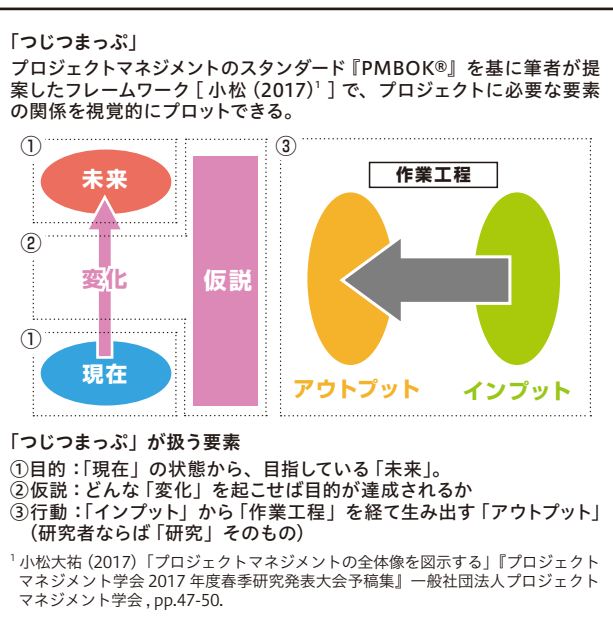 「つじつまっぷ」
プロジェクトマネジメントのスタンダード『PMBOK®』を基に筆者が提
案したフレームワーク［小松（2017）¹］で、プロジェクトに必要な要素
の関係を視覚的にプロットできる。
①
未来
②
変化
①
現在
仮説
③
作業工程
アウトプット
インプット
「つじつまっぷ」が扱う要素
①目的：「現在」の状態から、目指している「未来」。
②仮説：どんな「変化」を起こせば目的が達成されるか
③行動：「インプット」から「作業工程」を経て生み出す「アウトプット」
（研究者ならば「研究」そのもの）
¹ 小松大祐（2017）「プロジェクトマネジメントの全体像を図示する」『プロジェクト
マネジメント学会 2017 年度春季研究発表大会予稿集』一般社団法人プロジェクト
マネジメント学会 , pp.47-50.